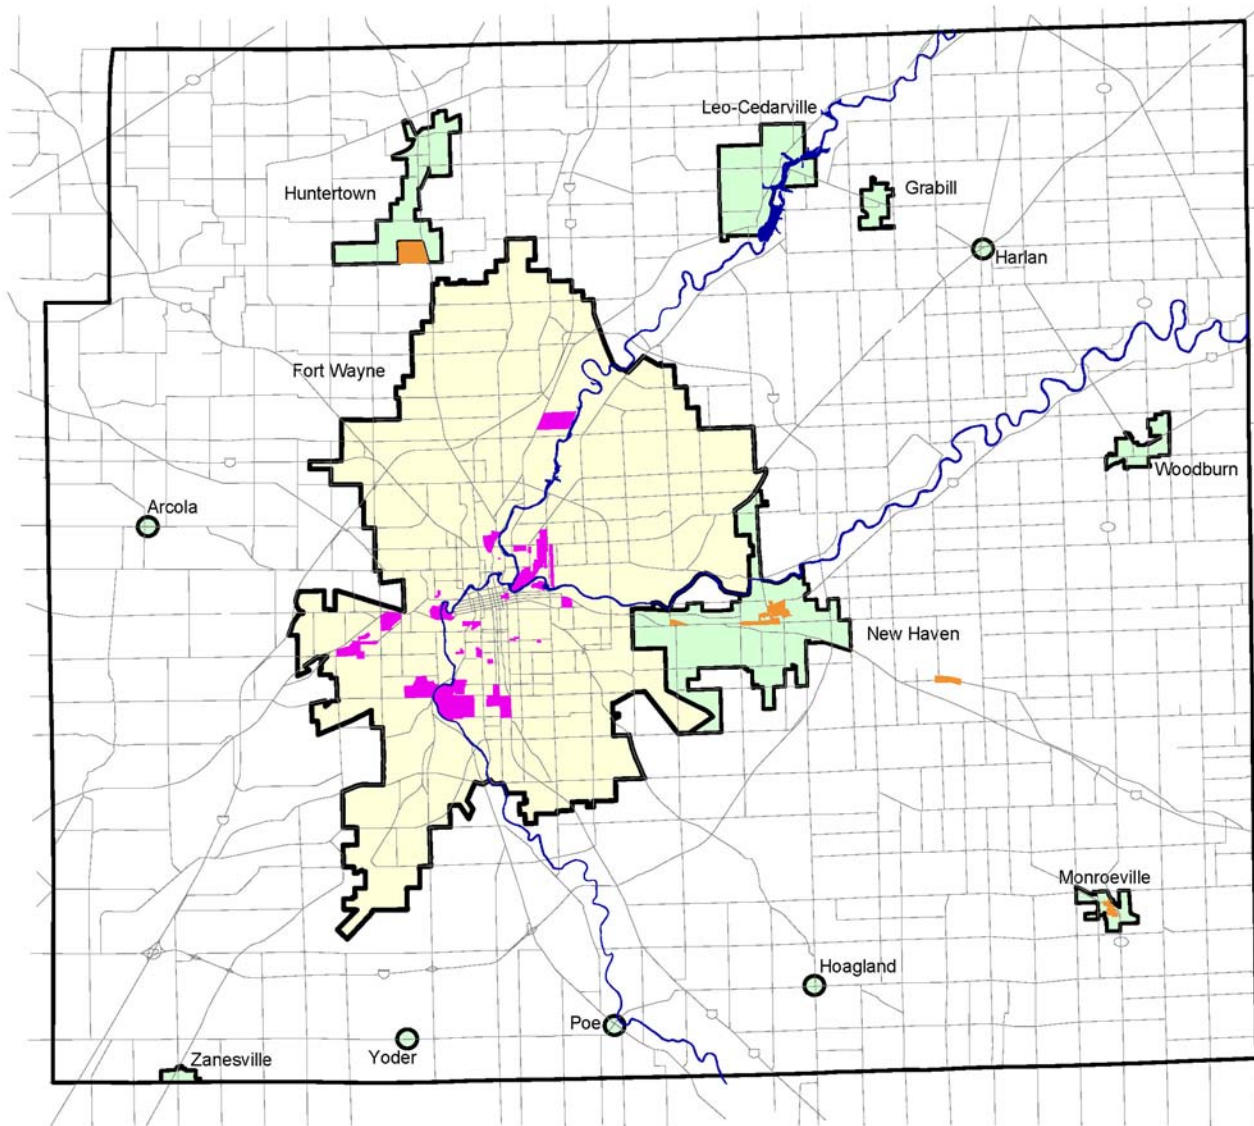 Leo-Cedarville
Huntertown
Grabill
Harlan
Fort Wayne
Woodburn
Arcola
New Haven
Monroeville
Hoagland
Poe
Yoder
Zanesville